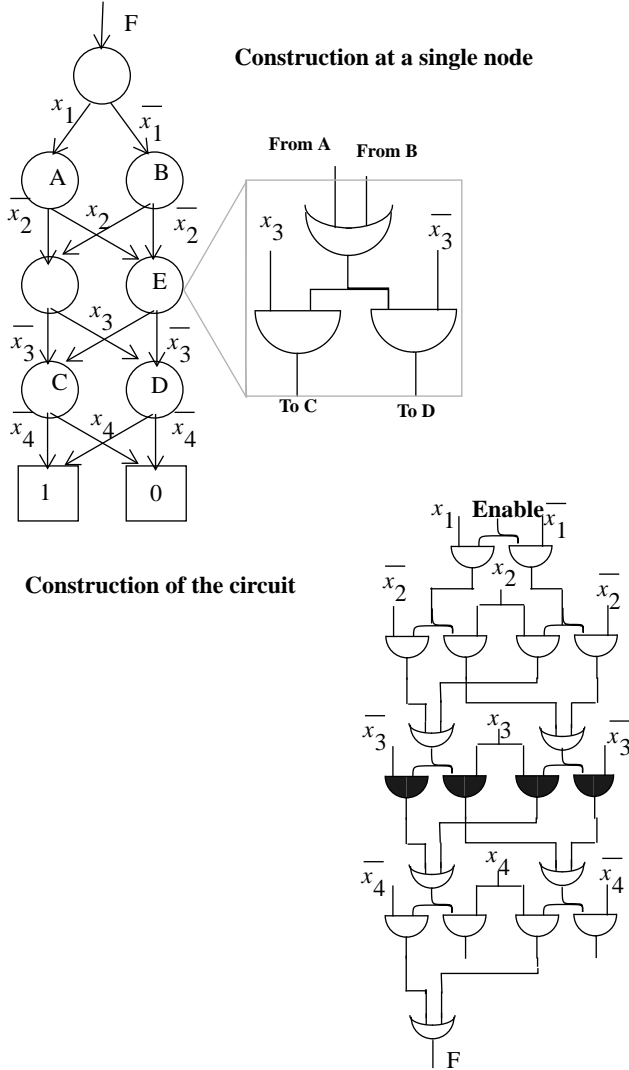 F
Construction at a single node
x1 x̅1
From A From B
A B
x̅2 x2 x̅2
x3 x̅3
E
x̅3 x3 x̅3
C D
To C To D
x̅4 x4 x̅4
1 0
x1 Enable x̅1
Construction of the circuit
x̅2 x2 x̅2
x̅3 x3 x̅3
x̅4 x4 x̅4
F